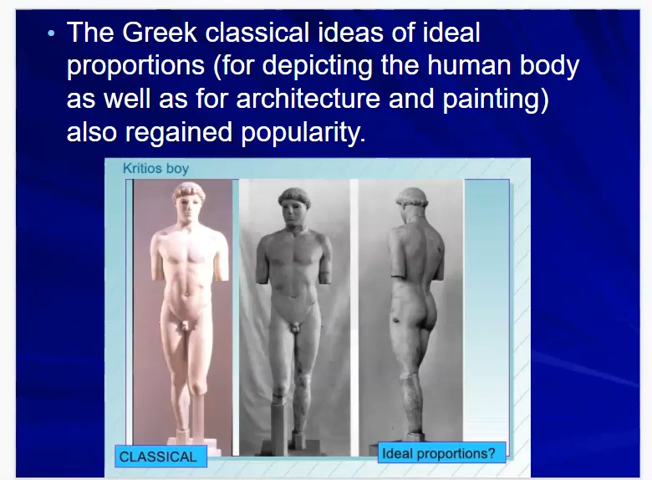 • The Greek classical ideas of ideal
proportions (for depicting the human body
as well as for architecture and painting)
also regained popularity.
Kritios boy
CLASSICAL
Ideal proportions?